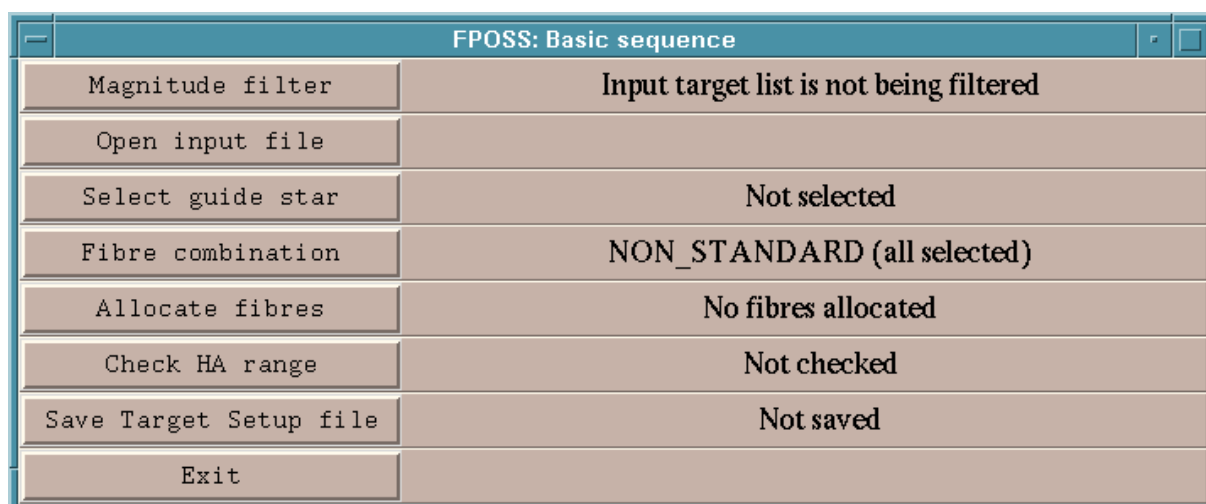 FPOSS: Basic sequence
Magnitude filter Input target list is not being filtered
Open input file
Select guide star Not selected
Fibre combination NON_STANDARD (all selected)
Allocate fibres No fibres allocated
Check HA range Not checked
Save Target Setup file Not saved
Exit